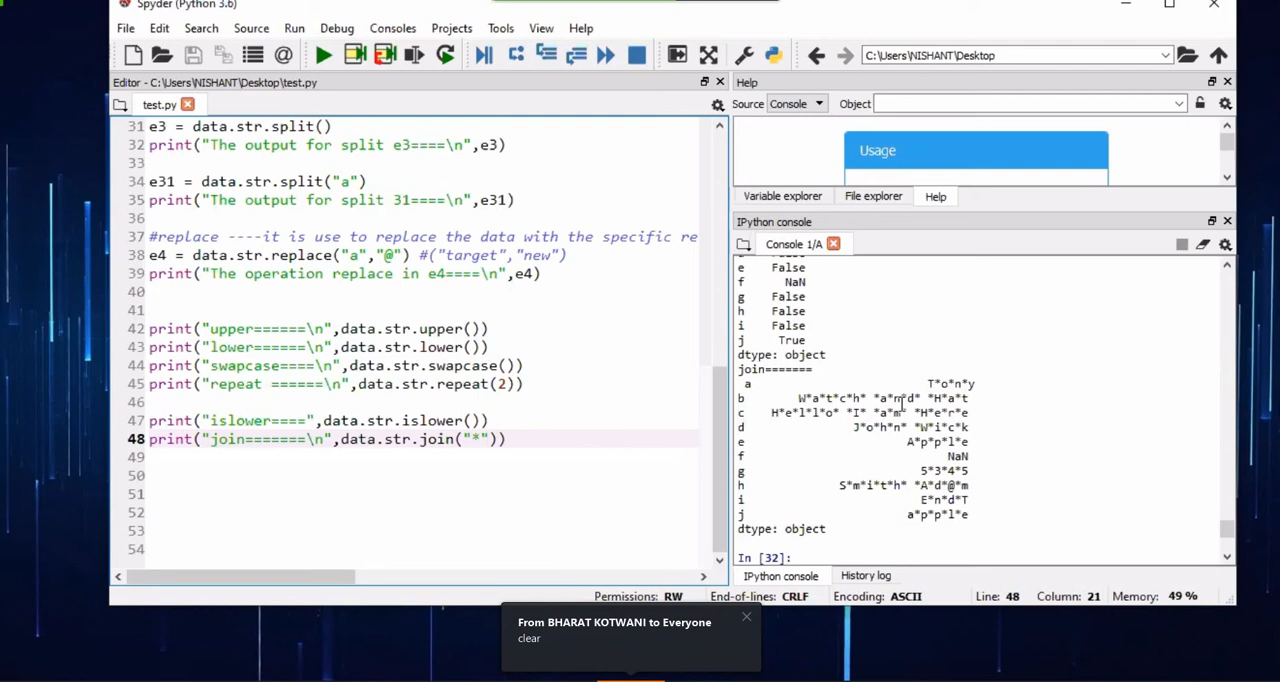 Spyder (Python 3.6)
File Edit Search Source Run Debug Consoles Projects Tools View Help
C:\Users\NISHANT\Desktop
Editor - C:\Users\NISHANT\Desktop\test.py
test.py
31 e3 = data.str.split()
32 print("The output for split e3====\n",e3)
33
34 e31 = data.str.split("a")
35 print("The output for split 31====\n",e31)
36
37 #replace ----it is use to replace the data with the specific re
38 e4 = data.str.replace("a","@") #("target","new")
39 print("The operation replace in e4====\n",e4)
40
41
42 print("upper======\n",data.str.upper())
43 print("lower======\n",data.str.lower())
44 print("swapcase====\n",data.str.swapcase())
45 print("repeat ======\n",data.str.repeat(2))
46
47 print("islower====",data.str.islower())
48 print("join=======\n",data.str.join("*"))
49
50
51
52
53
54
Help
Source Console Object
Usage
Variable explorer File explorer Help
IPython console
Console 1/A
e False
f NaN
g False
h False
i False
j True
dtype: object
join=======
a T*o*n*y
b W*a*t*c*h* *a*n*d* *H*a*t
c H*e*l*l*o* *I* *a*m* *H*e*r*e
d J*o*h*n* *W*i*c*k
e A*p*p*l*e
f NaN
g 5*3*4*5
h S*m*i*t*h* *A*d*@*m
i E*n*d*T
j a*p*p*l*e
dtype: object
In [32]:
IPython console History log
Permissions: RW End-of-lines: CRLF Encoding: ASCII Line: 48 Column: 21 Memory: 49 %
From BHARAT KOTWANI to Everyone
clear